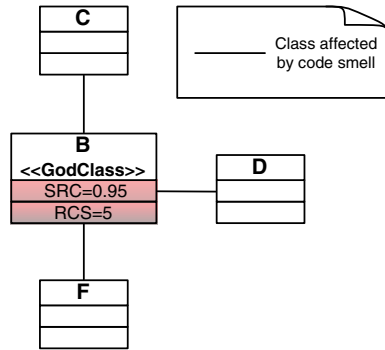 C
Class affected
by code smell
B
<<GodClass>>
SRC=0.95
RCS=5
D
F